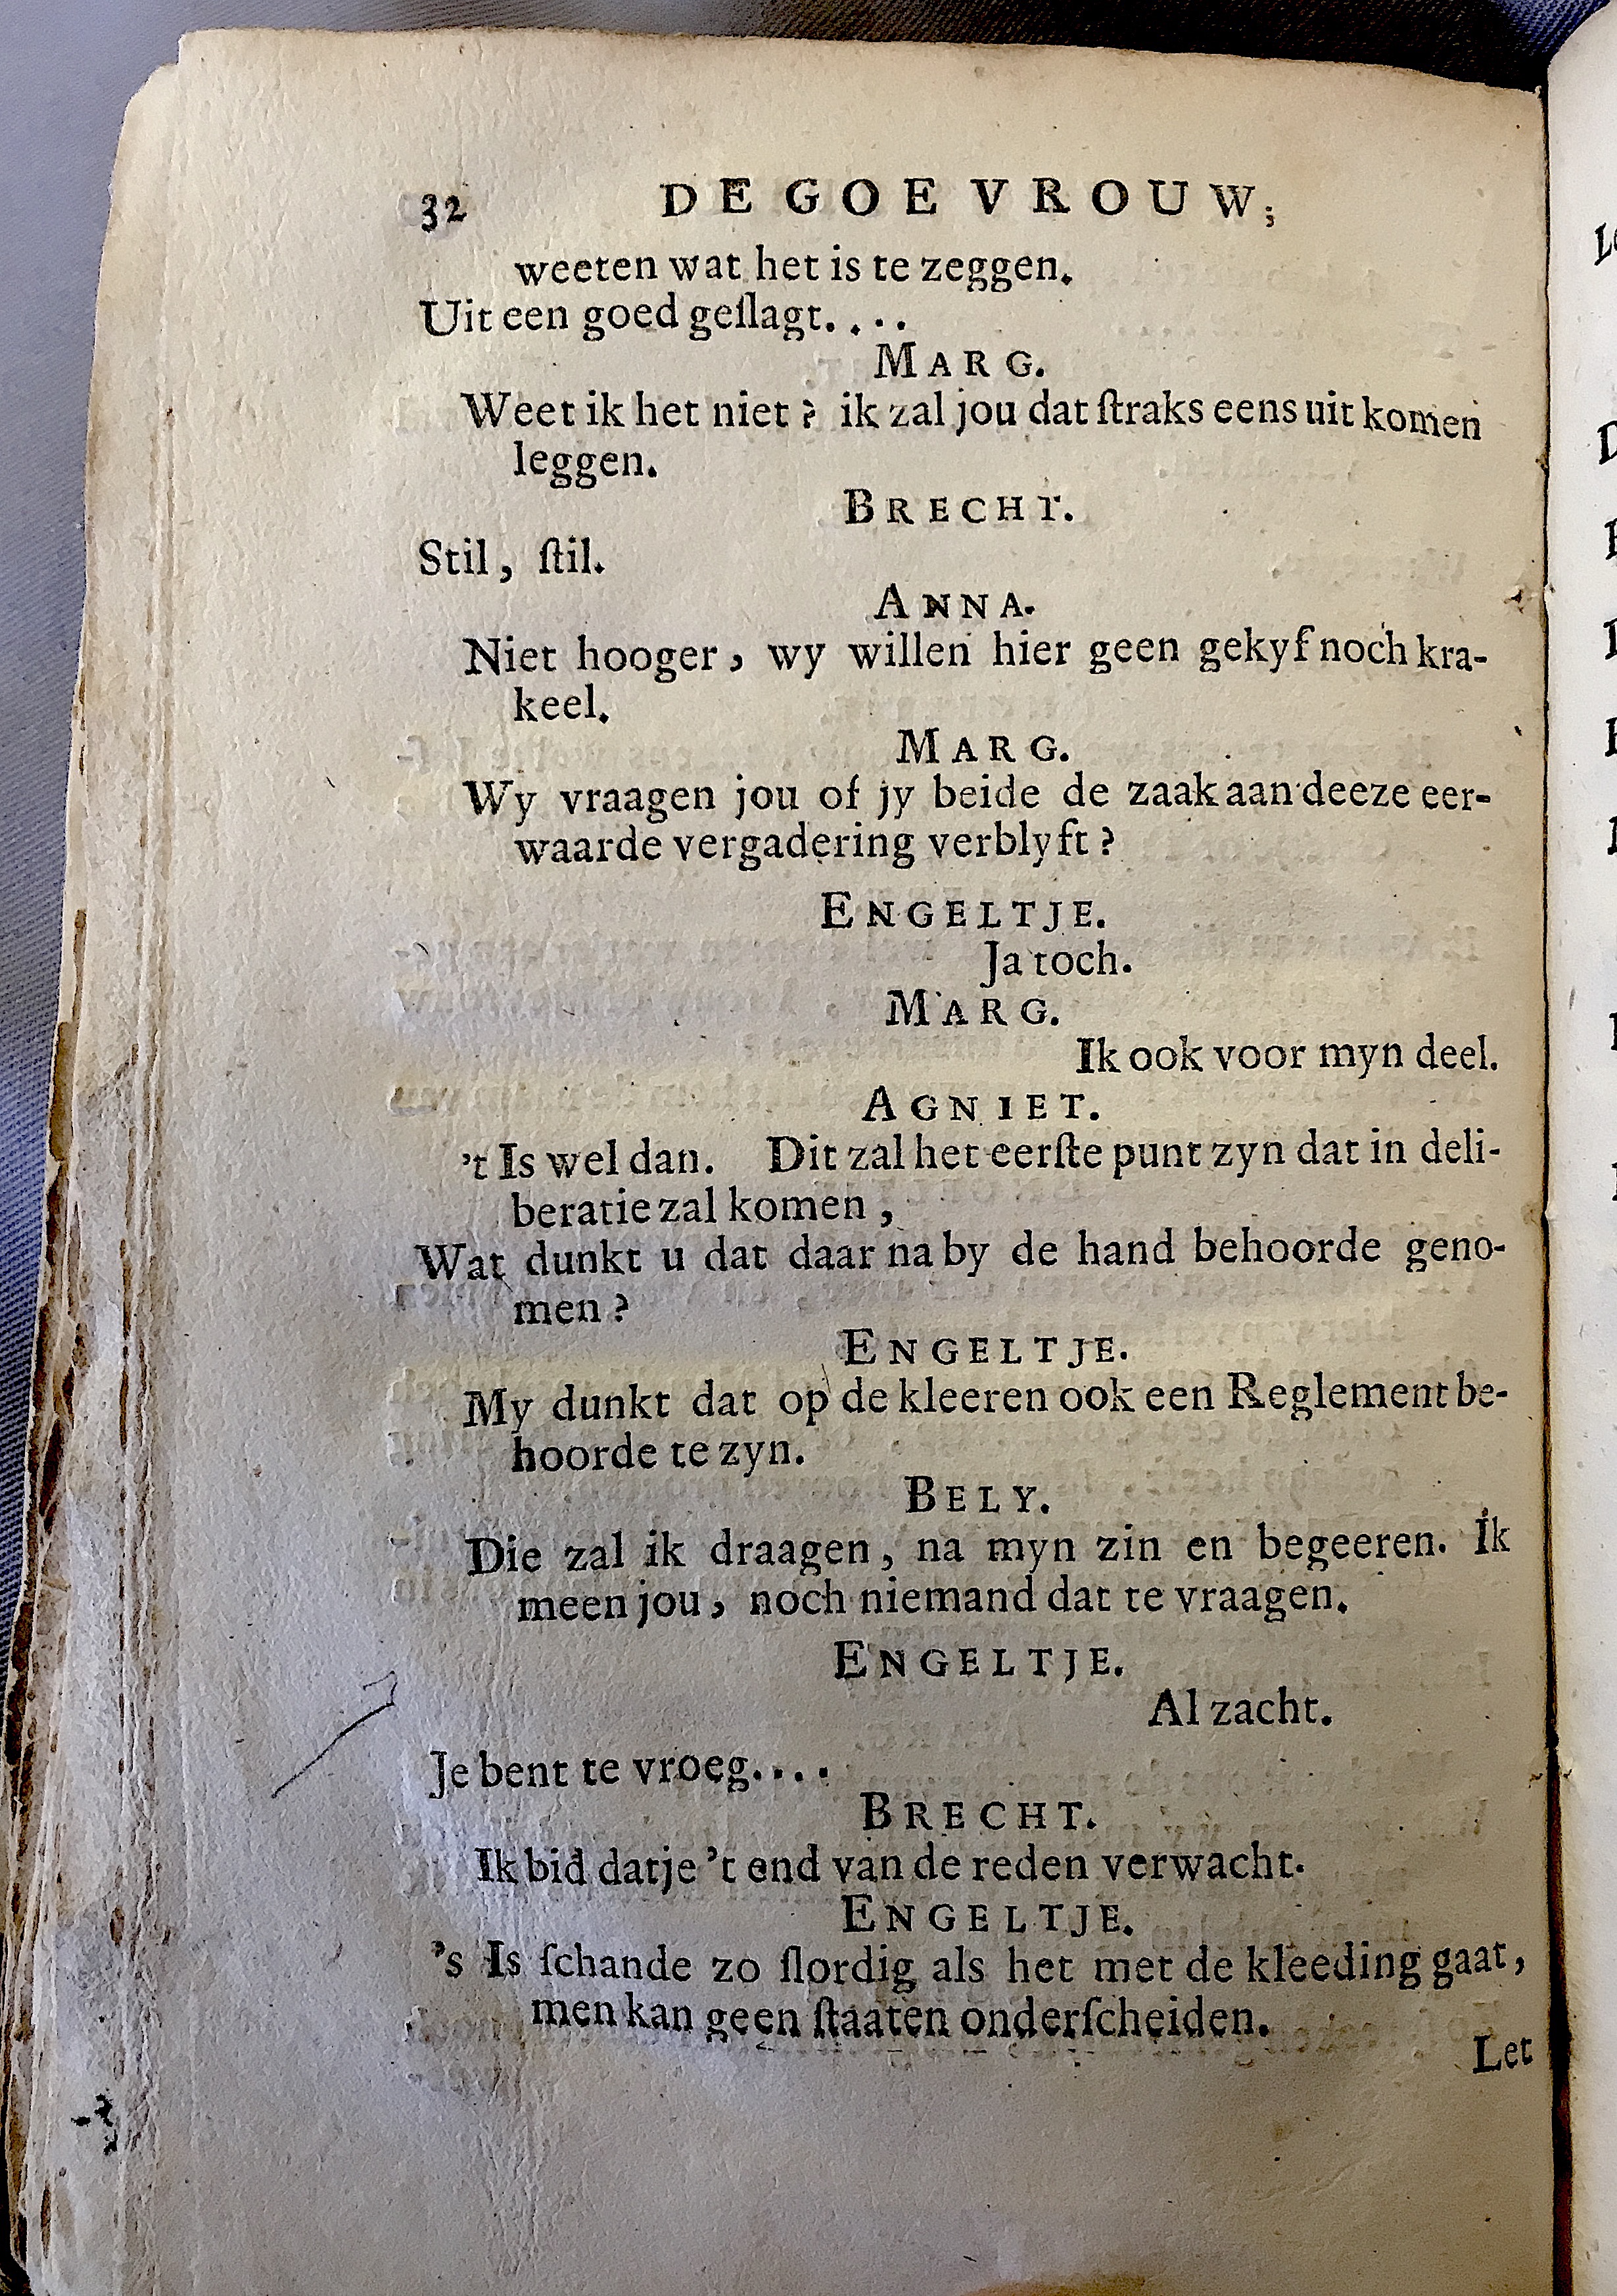 32 DE GOE VROUW;
weeten wat het is te zeggen.
Uit een goed geſlagt. . . .
MARG.
Weet ik het niet? ik zal jou dat ſtraks eens uit komen
leggen.
BRECHT.
Stil, ſtil.
ANNA.
Niet hooger, wy willen hier geen gekyf noch kra-
keel.
MARG.
Wy vraagen jou of jy beide de zaak aan deeze eer-
waarde vergadering verblyft?
ENGELTJE.
Ja toch.
MARG.
Ik ook voor myn deel.
AGNIET.
't Is wel dan. Dit zal het eerſte punt zyn dat in deli-
beratie zal komen,
Wat dunkt u dat daar na by de hand behoorde geno-
men?
ENGELTJE.
My dunkt dat op de kleeren ook een Reglement be-
hoorde te zyn.
BELY.
Die zal ik draagen, na myn zin en begeeren. Ik
meen jou, noch niemand dat te vraagen.
ENGELTJE.
Al zacht.
Je bent te vroeg. . . .
BRECHT.
Ik bid datje 't end van de reden verwacht.
ENGELTJE.
's Is ſchande zo ſlordig als het met de kleeding gaat,
men kan geen ſtaaten onderſcheiden.
Let